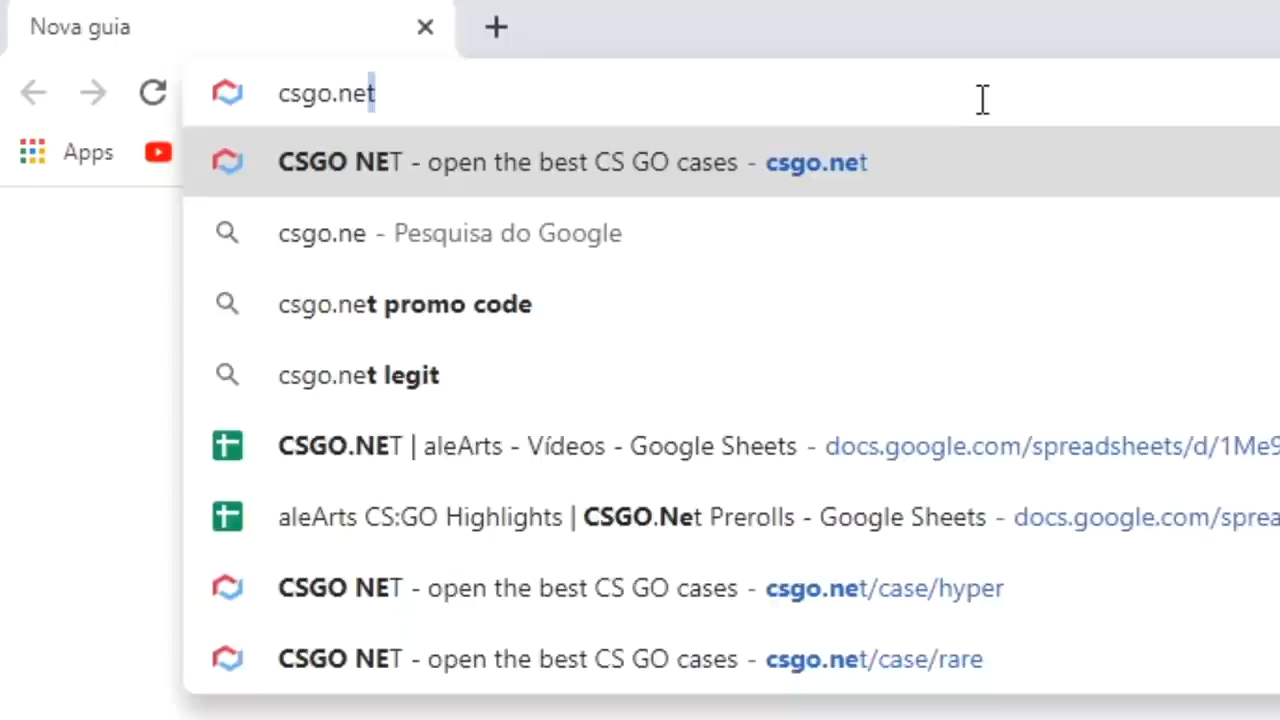 Nova guia
csgo.net
Apps
CSGO NET - open the best CS GO cases - csgo.net
csgo.ne - Pesquisa do Google
csgo.net promo code
csgo.net legit
CSGO.NET | aleArts - Vídeos - Google Sheets - docs.google.com/spreadsheets/d/1Me9
aleArts CS:GO Highlights | CSGO.Net Prerolls - Google Sheets - docs.google.com/sprea
CSGO NET - open the best CS GO cases - csgo.net/case/hyper
CSGO NET - open the best CS GO cases - csgo.net/case/rare